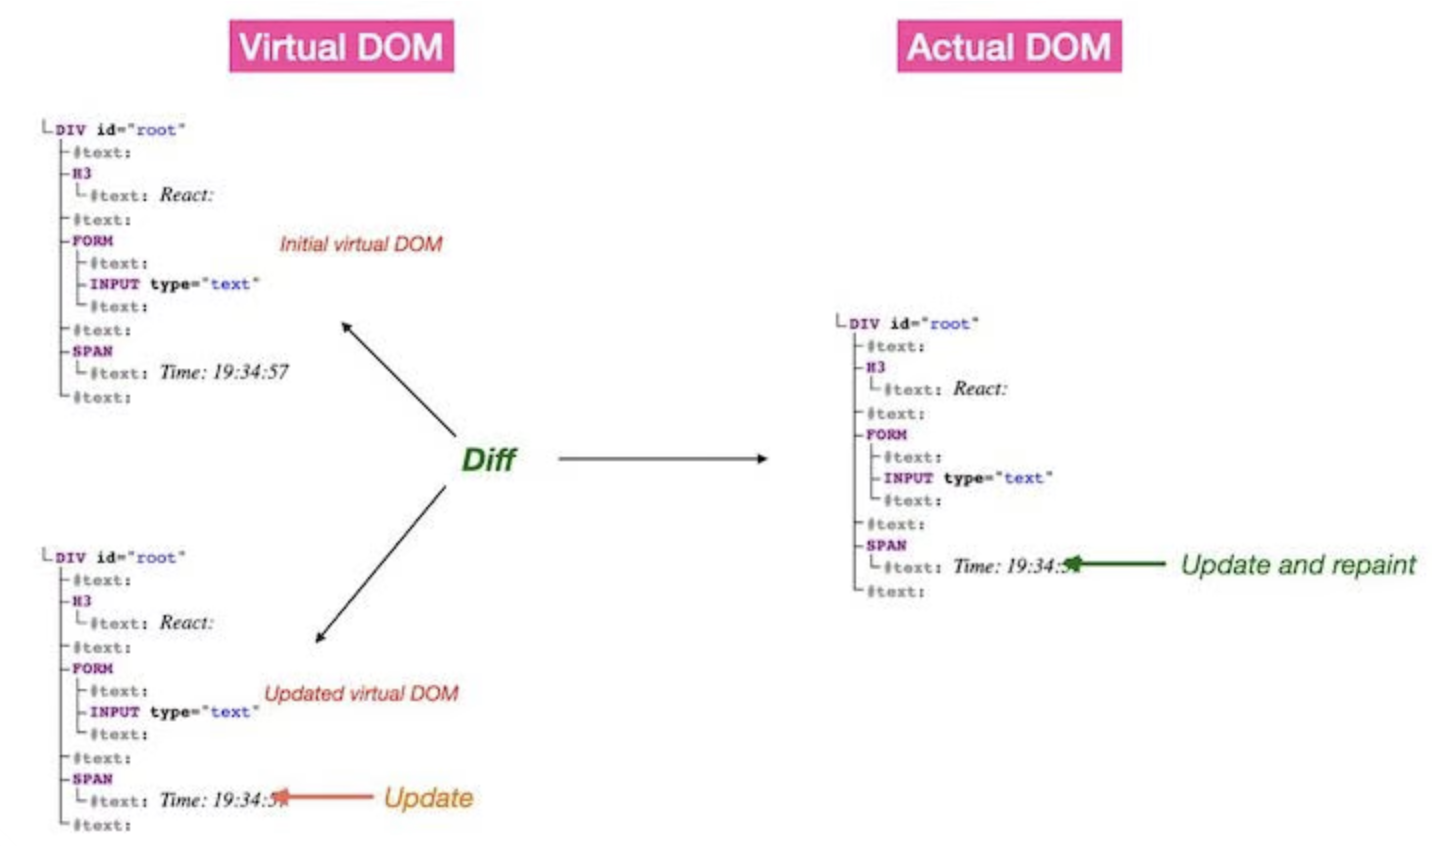 Virtual DOM
Actual DOM
DIV id="root"
#text:
H3
#text: React:
#text:
FORM
#text:
INPUT type="text"
#text:
#text:
SPAN
#text: Time: 19:34:57
#text:
Initial virtual DOM
Diff
DIV id="root"
#text:
H3
#text: React:
#text:
FORM
#text:
INPUT type="text"
#text:
#text:
SPAN
#text: Time: 19:34:5
#text:
Updated virtual DOM
Update
DIV id="root"
#text:
H3
#text: React:
#text:
FORM
#text:
INPUT type="text"
#text:
#text:
SPAN
#text: Time: 19:34:
#text:
Update and repaint